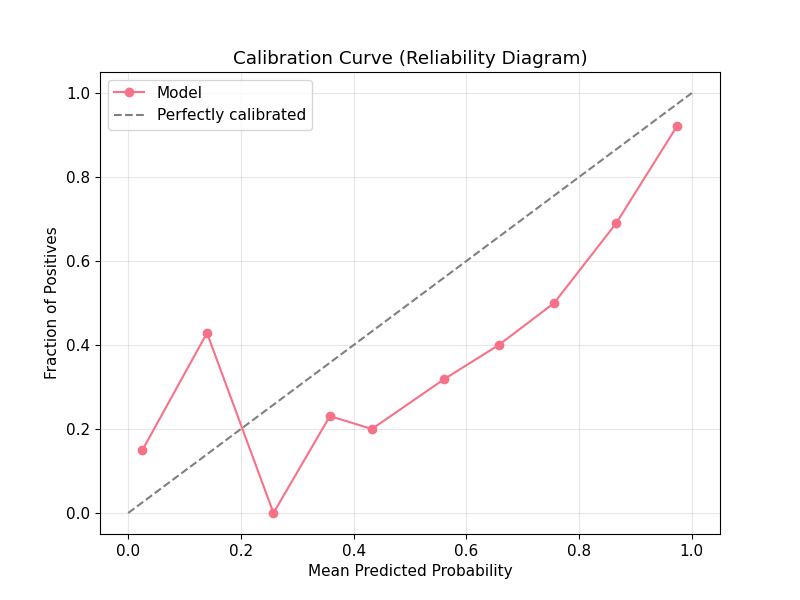 Calibration Curve (Reliability Diagram)
Model
Perfectly calibrated
Fraction of Positives
1.0
0.8
0.6
0.4
0.2
0.0
0.0 0.2 0.4 0.6 0.8 1.0
Mean Predicted Probability